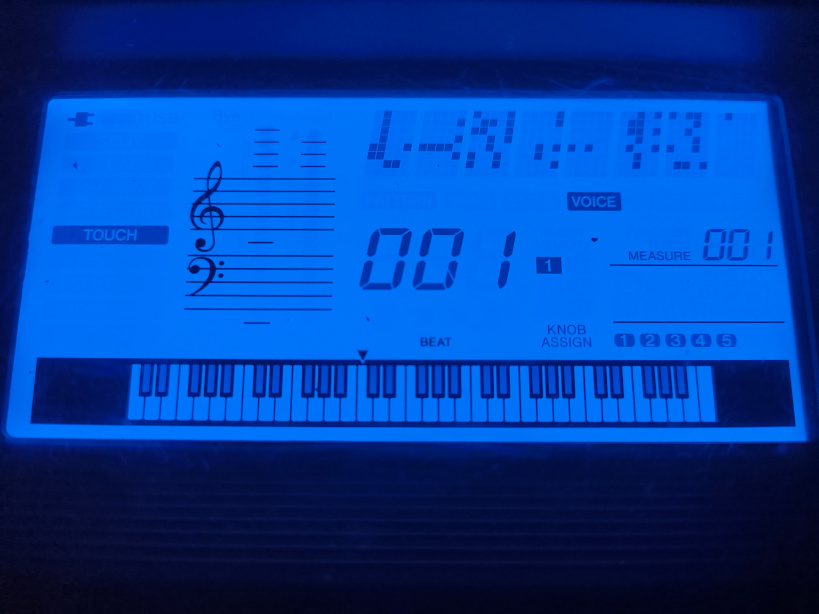 VOICE
TOUCH
001
1
MEASURE 001
BEAT
KNOB
ASSIGN
1 2 3 4 5